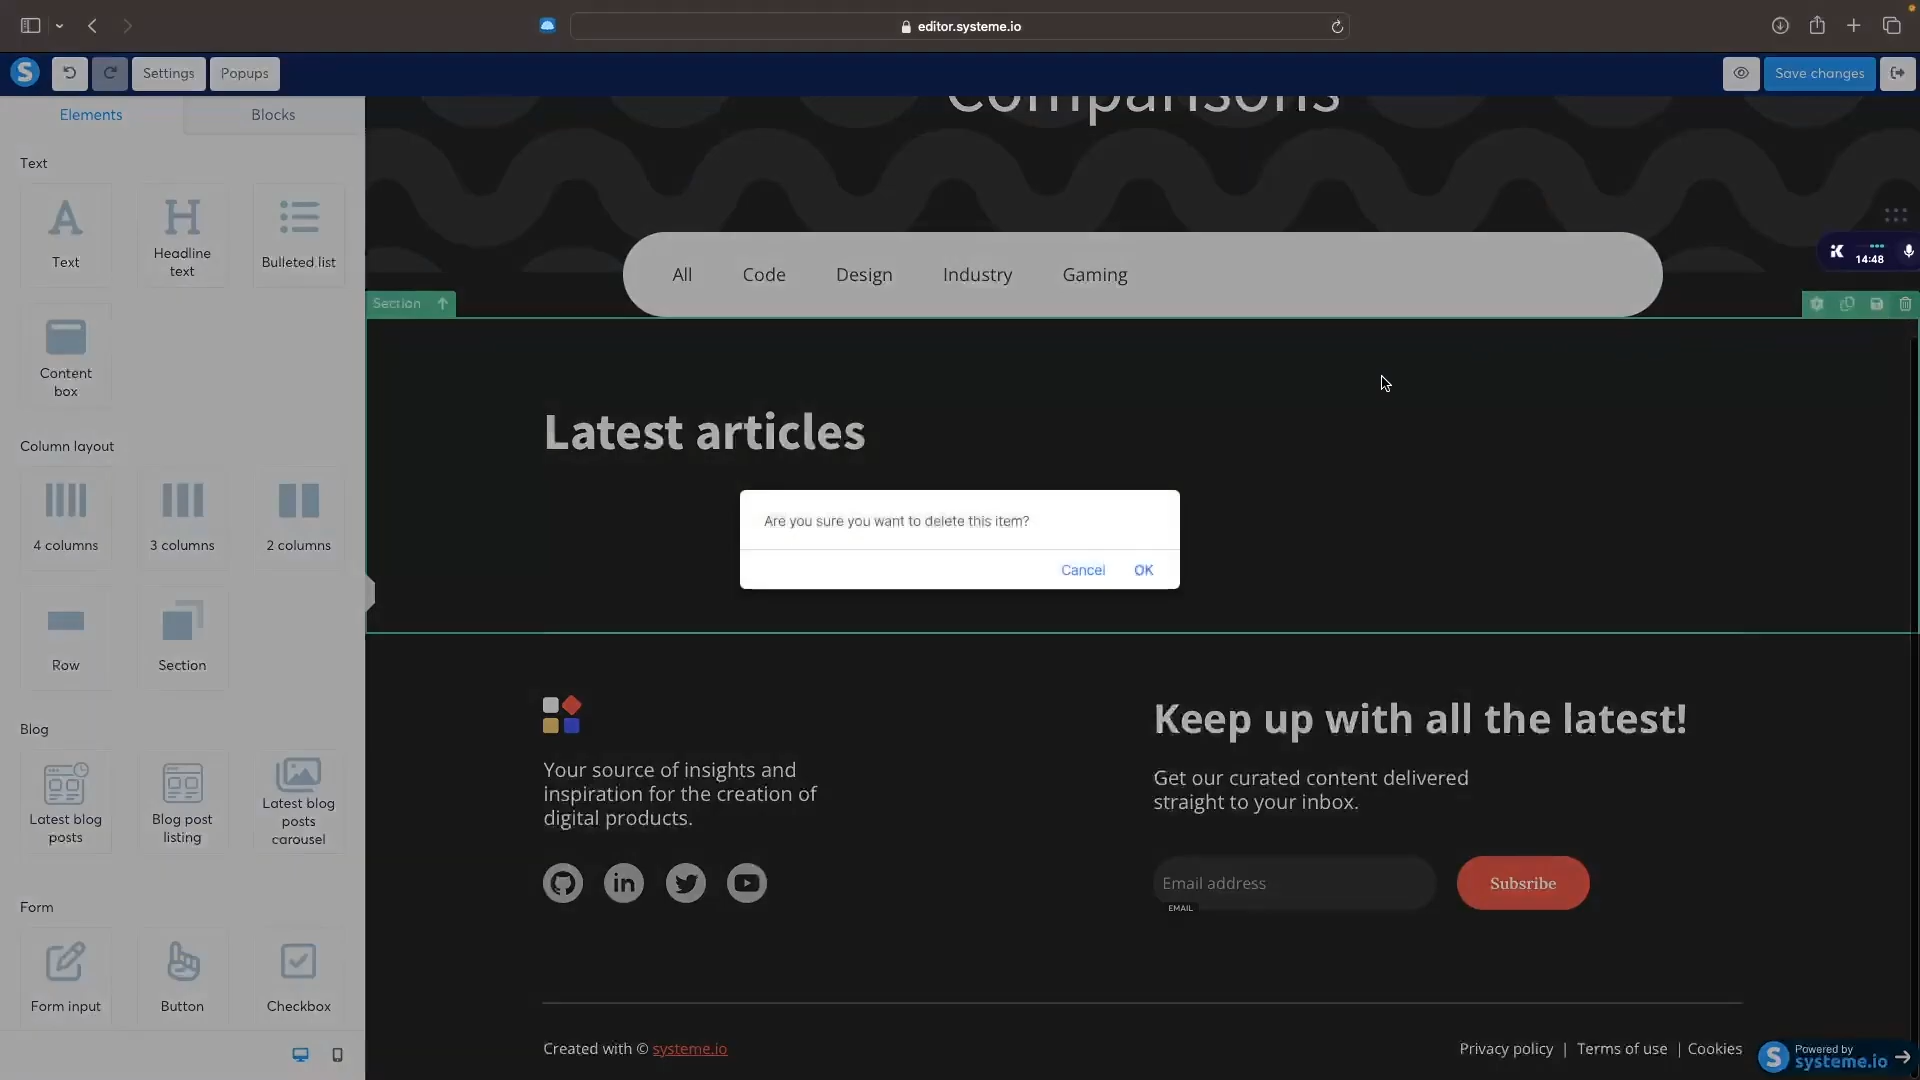 editor.systeme.io
S
Settings
Popups
Save changes
Elements
Blocks
Text
Text
Headline
text
Bulleted list
Content
box
Column layout
4 columns
3 columns
2 columns
Row
Section
Blog
Latest blog
posts
Blog post
listing
Latest blog
posts
carousel
Form
Form input
Button
Checkbox
Comparisons
14:48
All
Code
Design
Industry
Gaming
Section
Latest articles
Are you sure you want to delete this item?
Cancel
OK
Your source of insights and
inspiration for the creation of
digital products.
Keep up with all the latest!
Get our curated content delivered
straight to your inbox.
Email address
EMAIL
Subsribe
Created with © systeme.io
Privacy policy | Terms of use | Cookies
Powered by
systeme.io